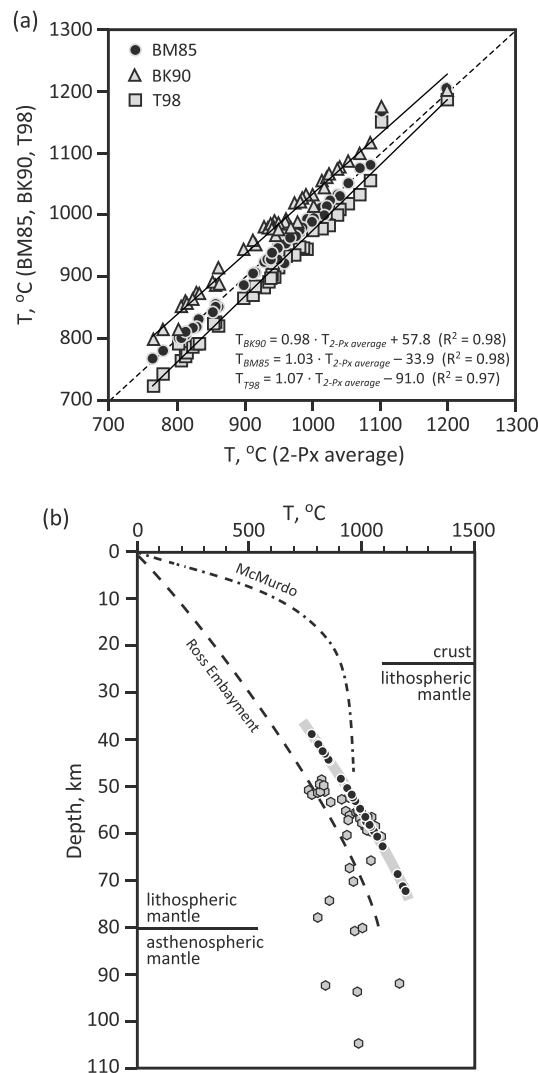 (a)
1300
1200
1100
1000
900
800
700
T, °C (BM85, BK90, T98)
BM85
BK90
T98
T_BK90 = 0.98 · T_2-Px average + 57.8 (R² = 0.98)
T_BM85 = 1.03 · T_2-Px average − 33.9 (R² = 0.98)
T_T98 = 1.07 · T_2-Px average − 91.0 (R² = 0.97)
700 800 900 1000 1100 1200 1300
T, °C (2-Px average)
(b)
T, °C
0 500 1000 1500
0
10
20
30
40
50
60
70
80
90
100
110
Depth, km
McMurdo
Ross Embayment
crust
lithospheric
mantle
lithospheric
mantle
asthenospheric
mantle